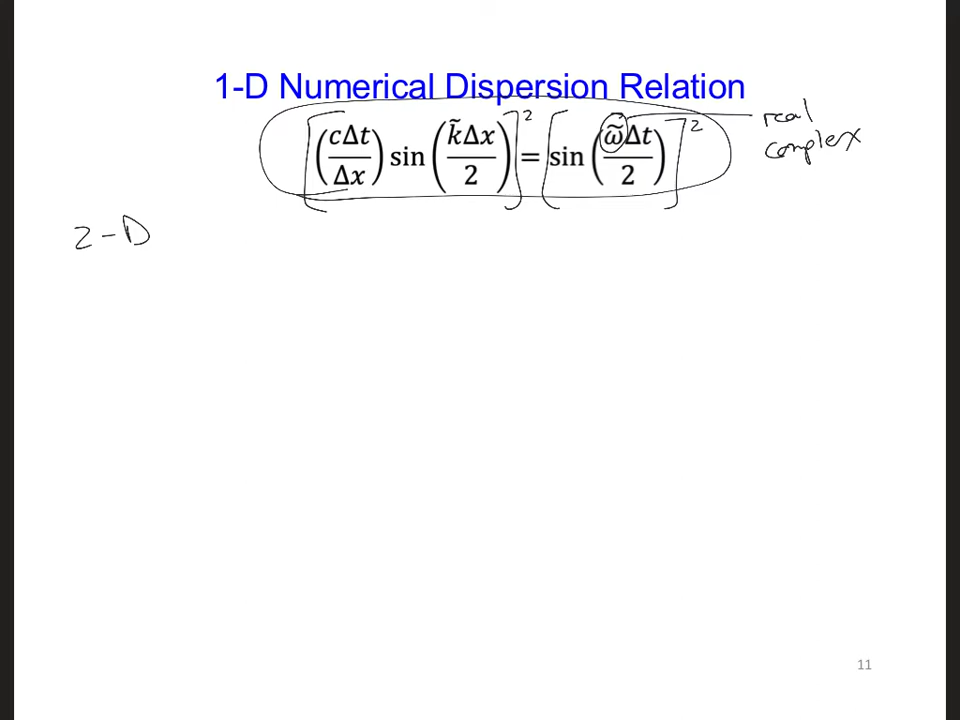 1-D Numerical Dispersion Relation
[(cΔt/Δx) sin(k̃Δx/2)]² = [sin(ω̃Δt/2)]²
real
complex
2-D
11